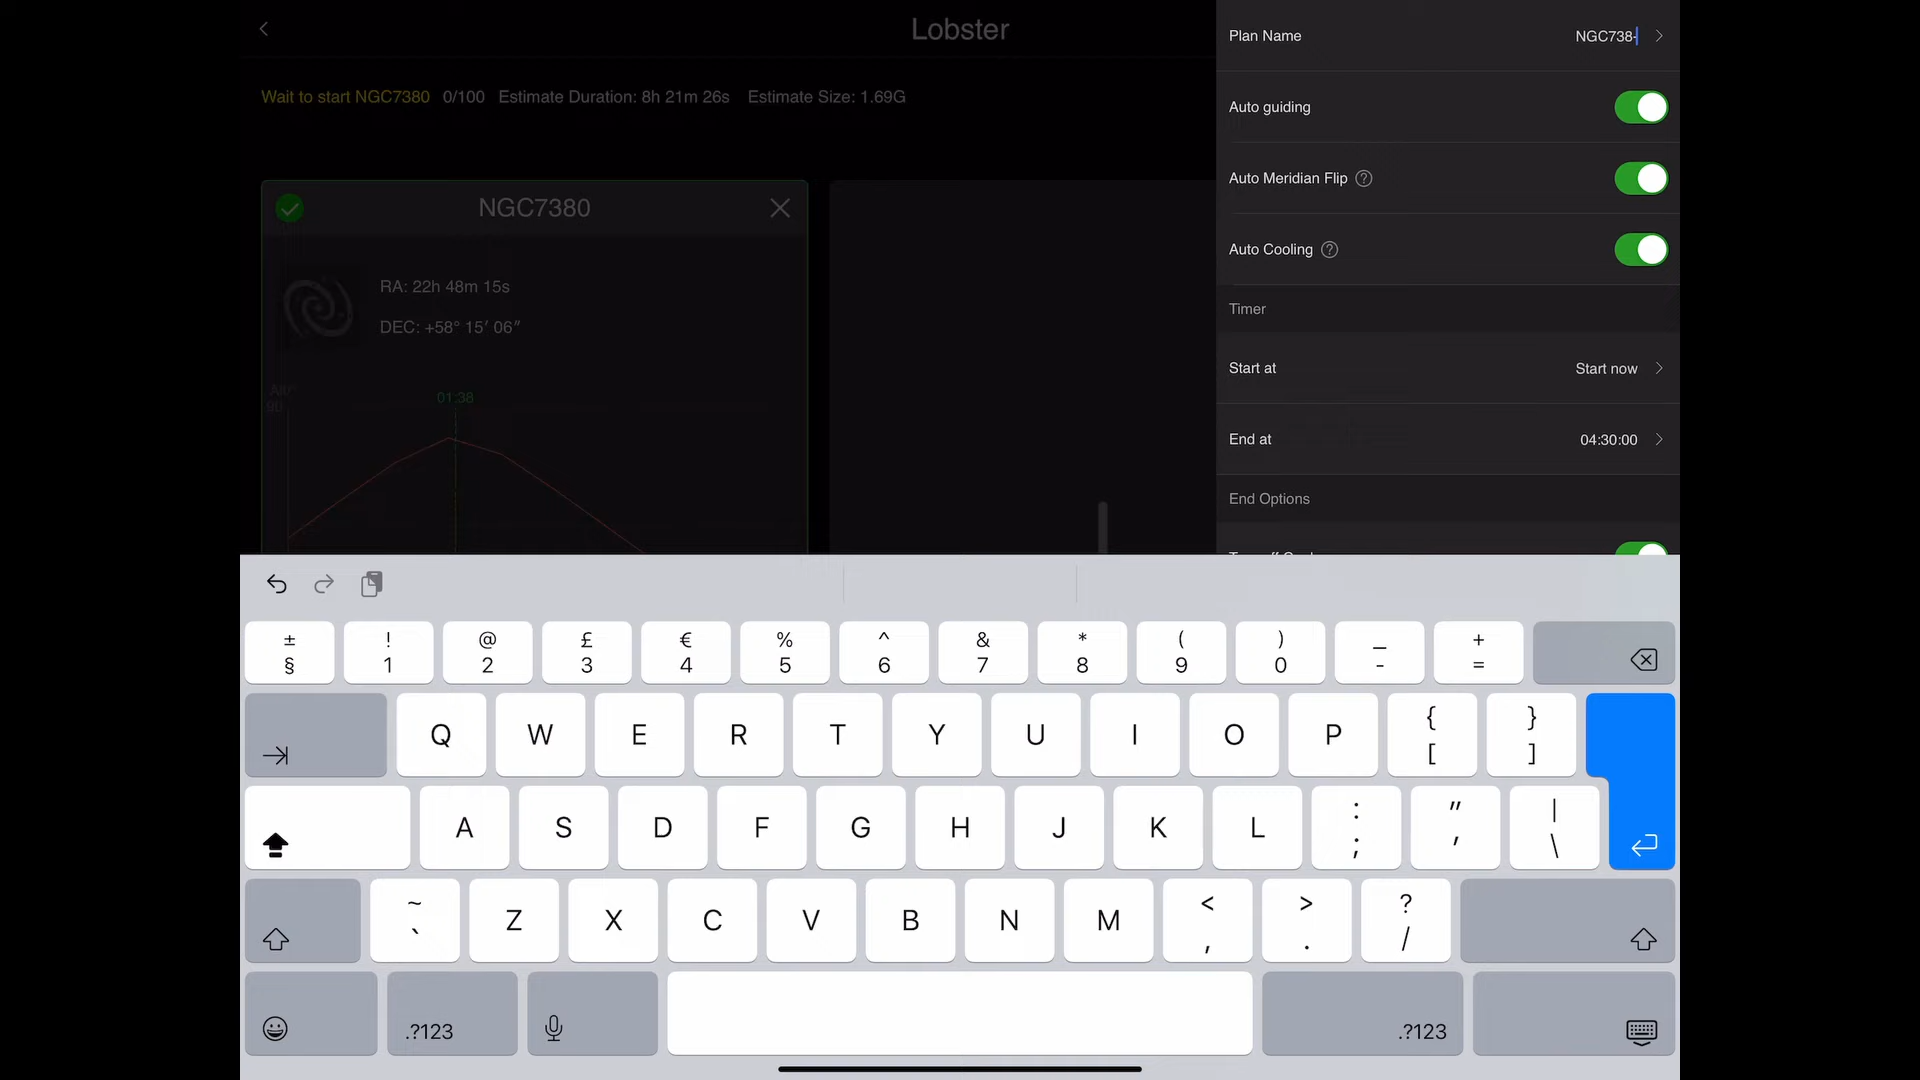 Lobster
Wait to start NGC7380 0/100 Estimate Duration: 8h 21m 26s Estimate Size: 1.69G
NGC7380
RA: 22h 48m 15s
DEC: +58° 15′ 06″
Alt/°
90
01:38
Plan Name NGC738-
Auto guiding
Auto Meridian Flip ?
Auto Cooling ?
Timer
Start at Start now
End at 04:30:00
End Options
± ! @ £ € % ^ & * ( ) _ +
§ 1 2 3 4 5 6 7 8 9 0 - =
Q W E R T Y U I O P { }
[ ]
A S D F G H J K L : " |
; ' \
~ Z X C V B N M < > ?
` , . /
.?123 .?123